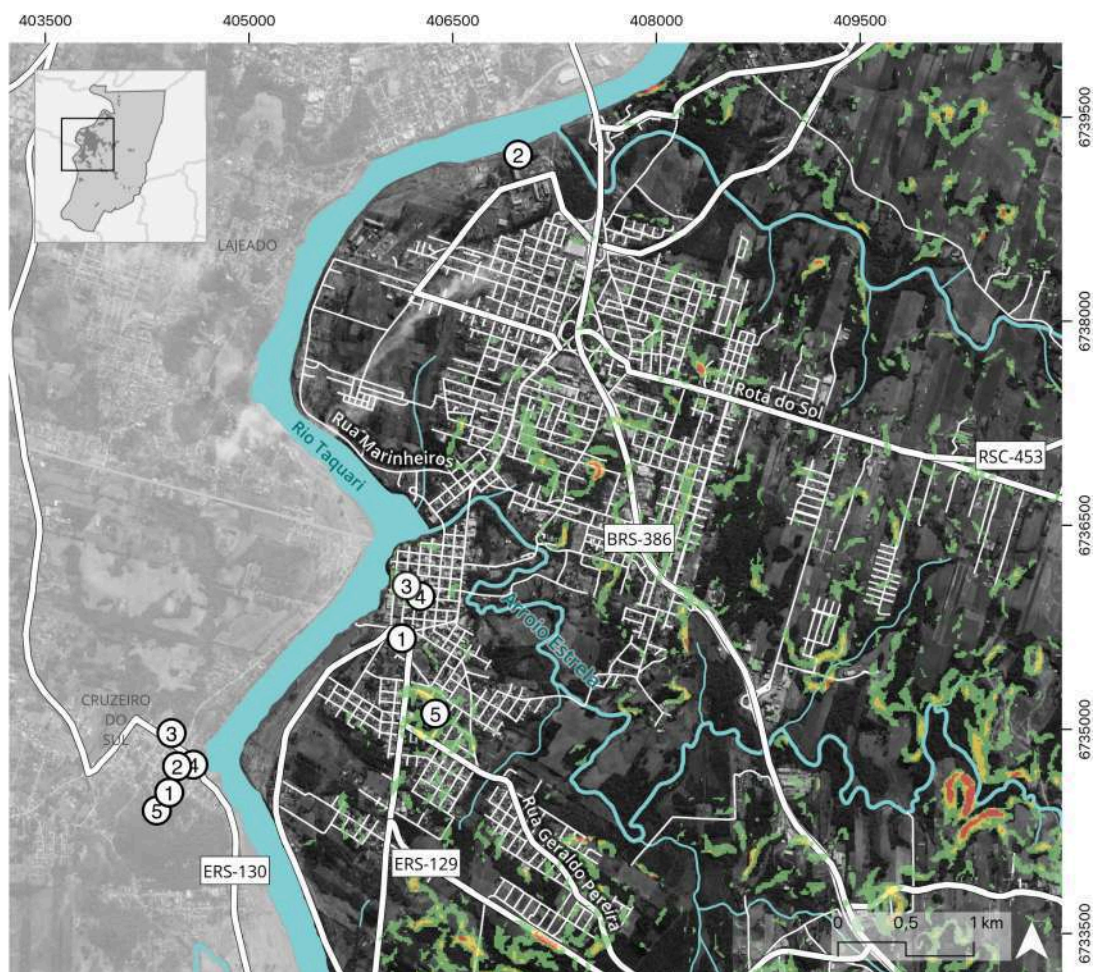 403500
405000
406500
408000
409500
6739500
2
LAJEADO
6738000
Rota do Sol
Rua Marinheiros
Rio Taquari
RSC-453
BRS-386
6736500
3
4
Arroio Estrela
1
5
CRUZEIRO
DO
SUL
3
6735000
2
4
1
5
Rua Geraldo Pereira
ERS-130
ERS-129
0
0,5
1 km
6733500